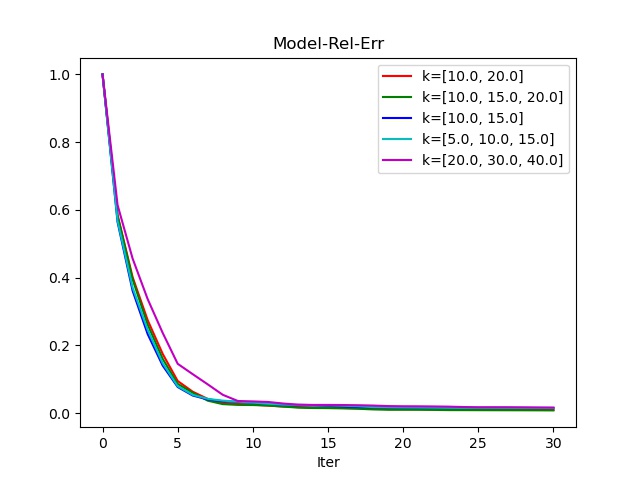 Model-Rel-Err
k=[10.0, 20.0]
k=[10.0, 15.0, 20.0]
k=[10.0, 15.0]
k=[5.0, 10.0, 15.0]
k=[20.0, 30.0, 40.0]
1.0
0.8
0.6
0.4
0.2
0.0
0 5 10 15 20 25 30
Iter